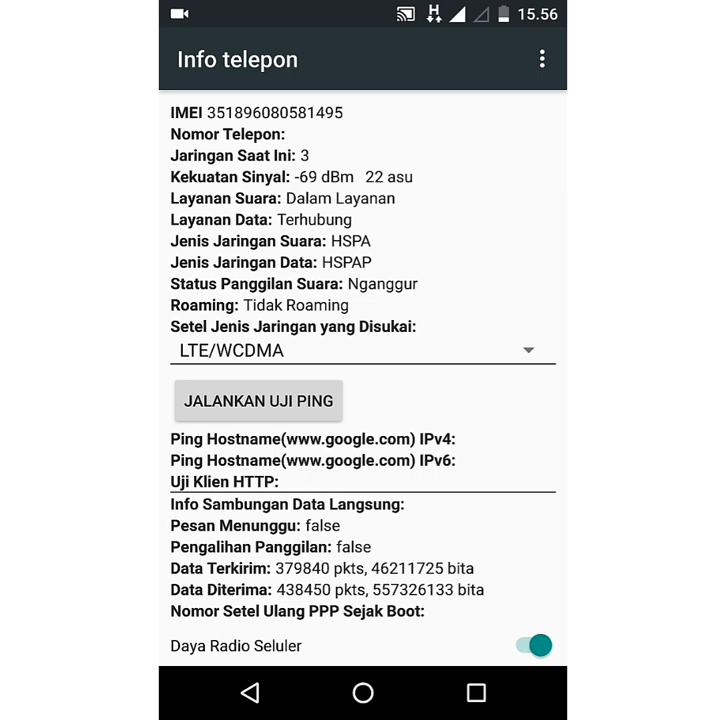 H 15.56
Info telepon
IMEI 351896080581495
Nomor Telepon:
Jaringan Saat Ini: 3
Kekuatan Sinyal: -69 dBm 22 asu
Layanan Suara: Dalam Layanan
Layanan Data: Terhubung
Jenis Jaringan Suara: HSPA
Jenis Jaringan Data: HSPAP
Status Panggilan Suara: Nganggur
Roaming: Tidak Roaming
Setel Jenis Jaringan yang Disukai:
LTE/WCDMA
JALANKAN UJI PING
Ping Hostname(www.google.com) IPv4:
Ping Hostname(www.google.com) IPv6:
Uji Klien HTTP:
Info Sambungan Data Langsung:
Pesan Menunggu: false
Pengalihan Panggilan: false
Data Terkirim: 379840 pkts, 46211725 bita
Data Diterima: 438450 pkts, 557326133 bita
Nomor Setel Ulang PPP Sejak Boot:
Daya Radio Seluler